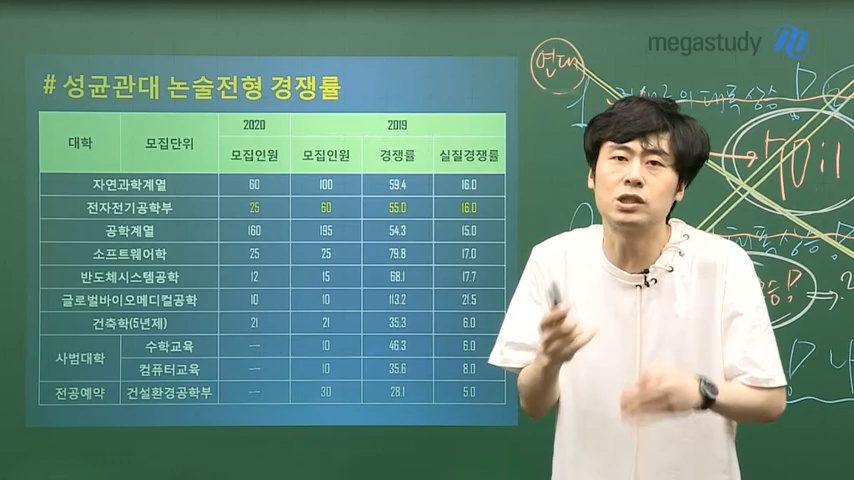 megastudy
# 성균관대 논술전형 경쟁률
대학 모집단위 2020 2019
모집인원 모집인원 경쟁률 실질경쟁률
자연과학계열 60 100 59.4 16.0
전자전기공학부 25 60 55.0 16.0
공학계열 160 195 54.3 15.0
소프트웨어학 25 25 79.8 17.0
반도체시스템공학 12 15 68.1 17.7
글로벌바이오메디컬공학 10 10 113.2 21.5
건축학(5년제) 21 21 35.3 6.0
사범대학 수학교육 --- 10 46.3 6.0
컴퓨터교육 --- 10 35.6 8.0
전공예약 건설환경공학부 --- 30 28.1 5.0
연대
1
대폭 상승